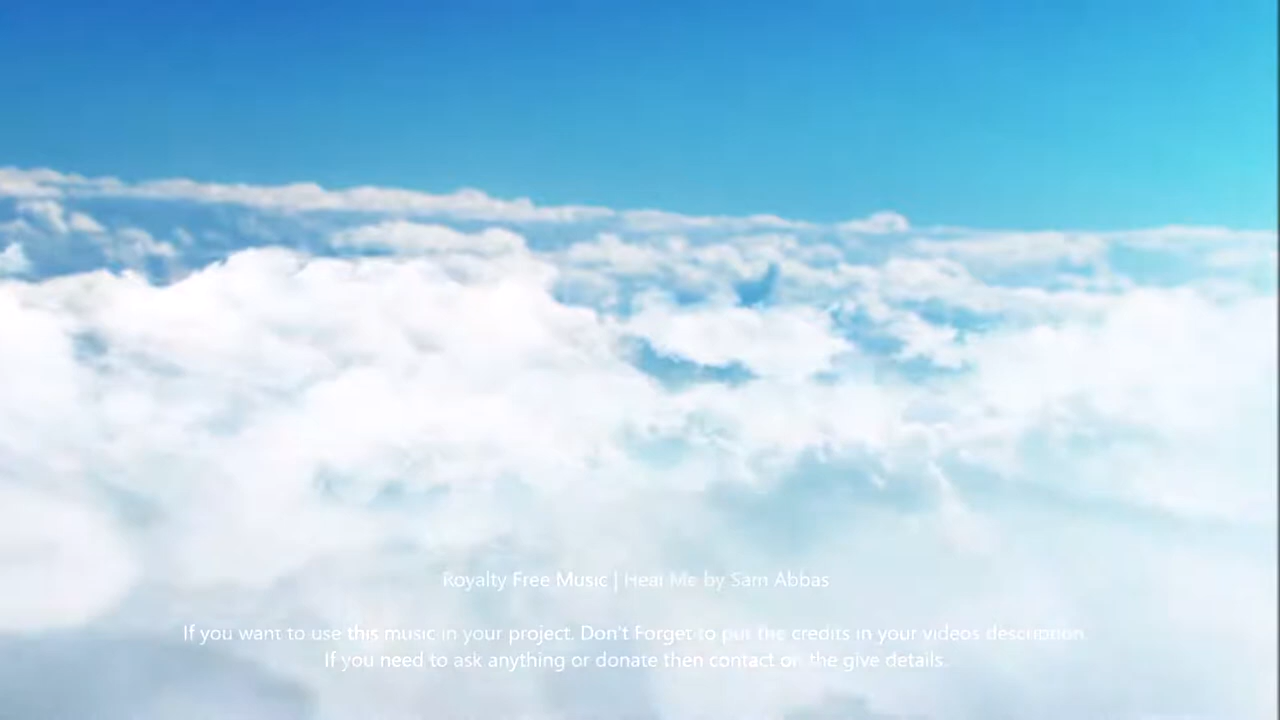 Royalty Free Music | Heal Me by Sam Abbas
If you want to use this music in your project. Don't Forget to put the credits in your videos description.
If you need to ask anything or donate then contact on the give details.